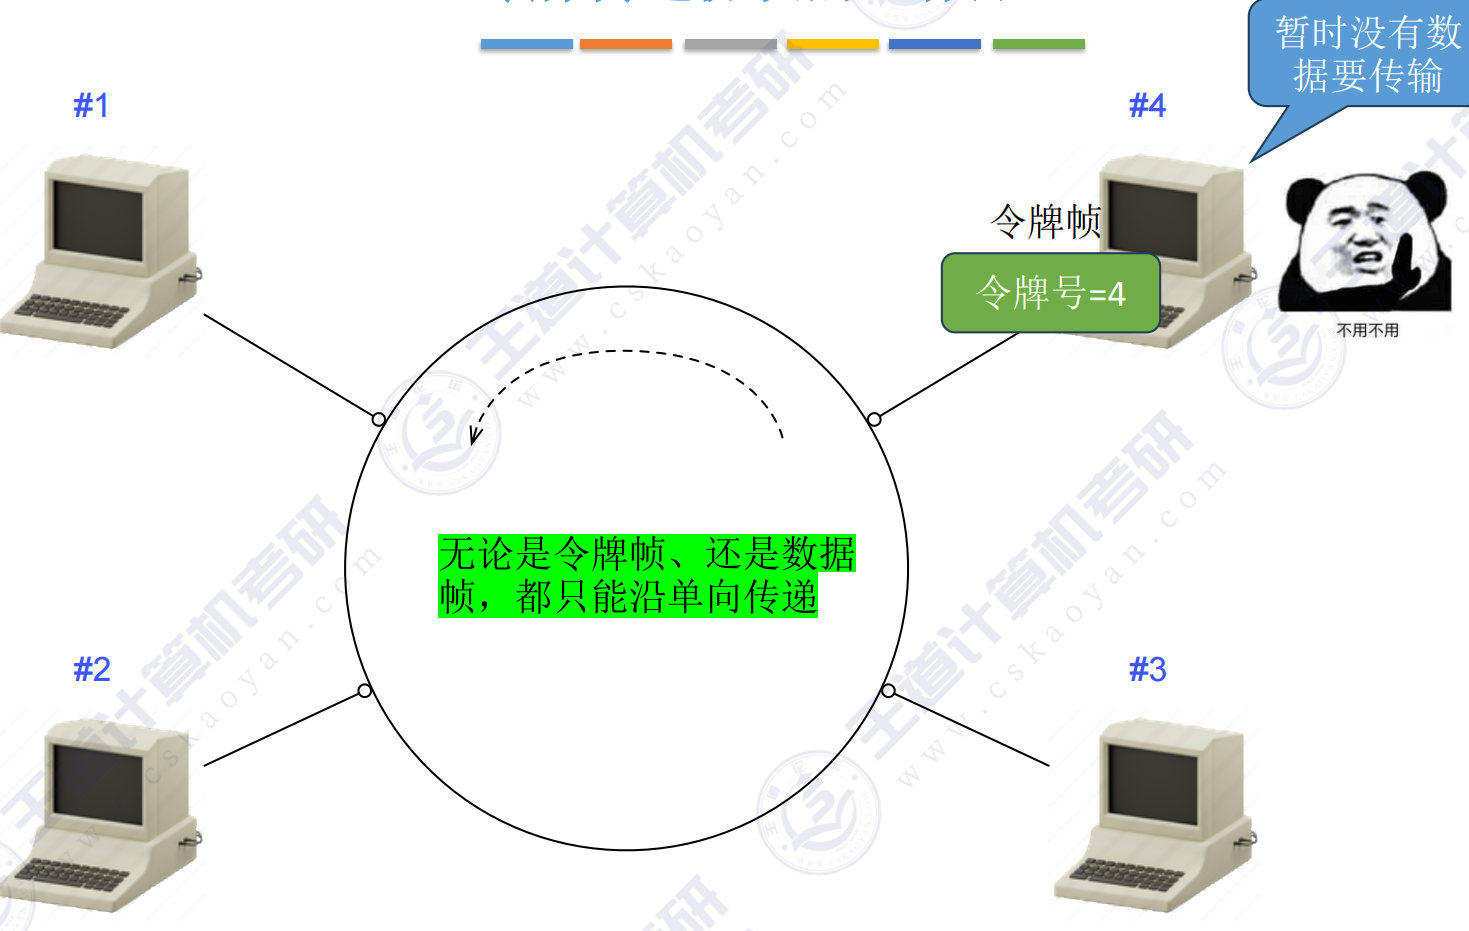 暂时没有数
据要传输
#1
#4
令牌帧
令牌号=4
不用不用
无论是令牌帧、还是数据
帧，都只能沿单向传递
#2
#3
王道计算机考研
www.cskaoyan.com
王道计算机考研
www.cskaoyan.com
王道计算机考研
www.cskaoyan.com